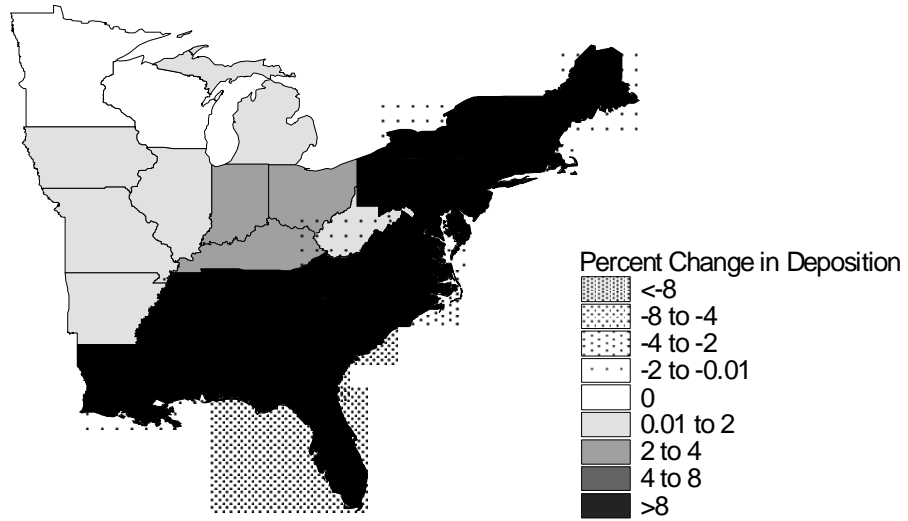 Percent Change in Deposition
<-8
-8 to -4
-4 to -2
-2 to -0.01
0
0.01 to 2
2 to 4
4 to 8
>8